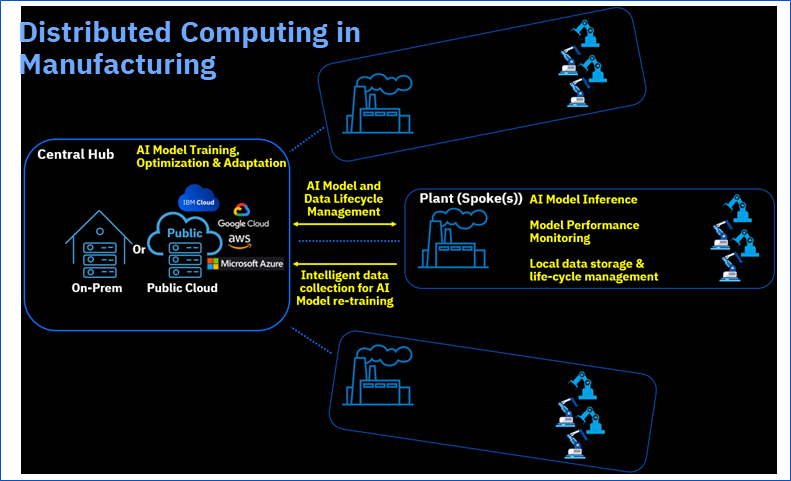 Distributed Computing in
Manufacturing
Central Hub
AI Model Training,
Optimization & Adaptation
IBM Cloud
Public
Google Cloud
aws
Microsoft Azure
Or
On-Prem
Public Cloud
AI Model and
Data Lifecycle
Management
Intelligent data
collection for AI
Model re-training
Plant (Spoke(s))
AI Model Inference
Model Performance
Monitoring
Local data storage &
life-cycle management